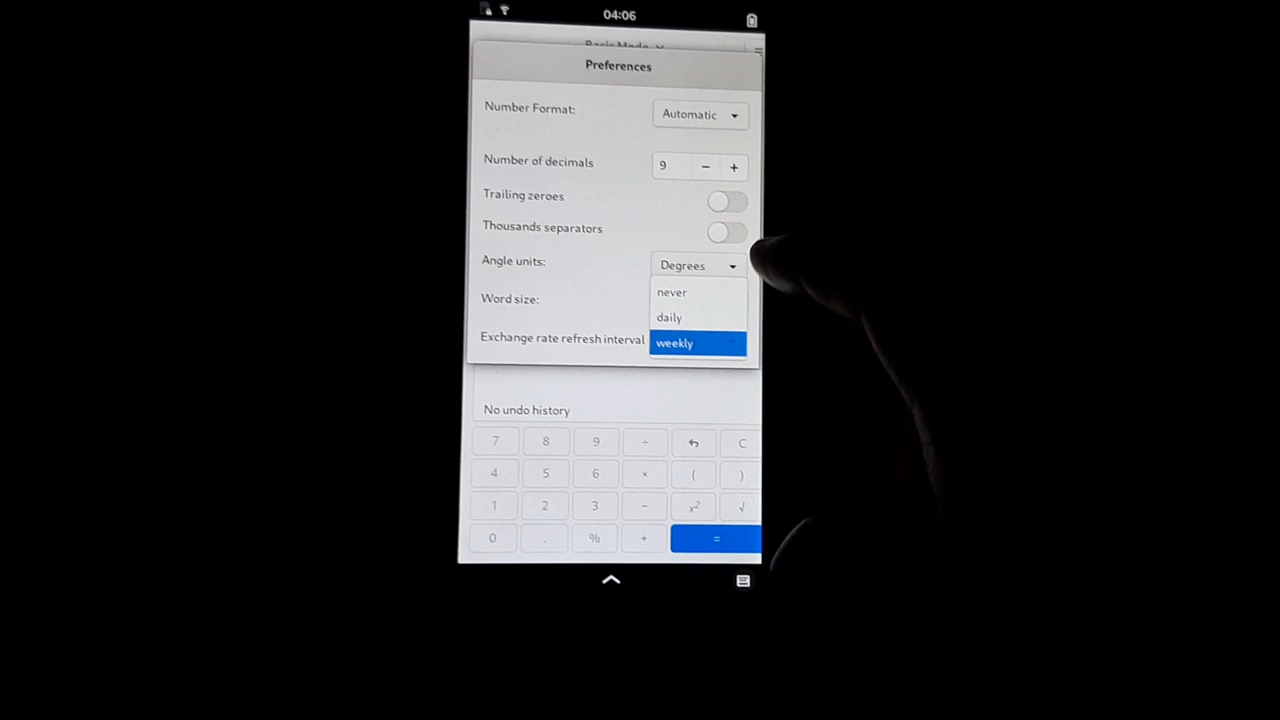 04:06
Basic Mode
Preferences
Number Format:
Automatic
Number of decimals
9 − +
Trailing zeroes
Thousands separators
Angle units:
Degrees
never
Word size:
daily
Exchange rate refresh interval
weekly
No undo history
7 8 9 ÷ C
4 5 6 × ( )
1 2 3 − x² √
0 . % + =